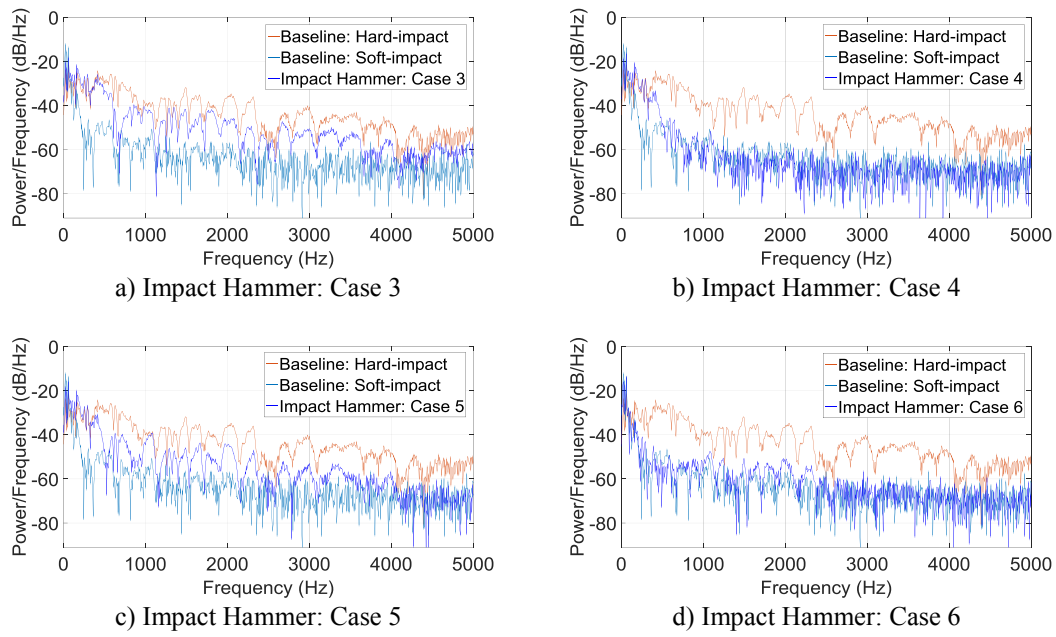 0
-20
-40
-60
-80
Power/Frequency (dB/Hz)
Baseline: Hard-impact
Baseline: Soft-impact
Impact Hammer: Case 3
0 1000 2000 3000 4000 5000
Frequency (Hz)
a) Impact Hammer: Case 3
0
-20
-40
-60
-80
Power/Frequency (dB/Hz)
Baseline: Hard-impact
Baseline: Soft-impact
Impact Hammer: Case 4
0 1000 2000 3000 4000 5000
Frequency (Hz)
b) Impact Hammer: Case 4
0
-20
-40
-60
-80
Power/Frequency (dB/Hz)
Baseline: Hard-impact
Baseline: Soft-impact
Impact Hammer: Case 5
0 1000 2000 3000 4000 5000
Frequency (Hz)
c) Impact Hammer: Case 5
0
-20
-40
-60
-80
Power/Frequency (dB/Hz)
Baseline: Hard-impact
Baseline: Soft-impact
Impact Hammer: Case 6
0 1000 2000 3000 4000 5000
Frequency (Hz)
d) Impact Hammer: Case 6